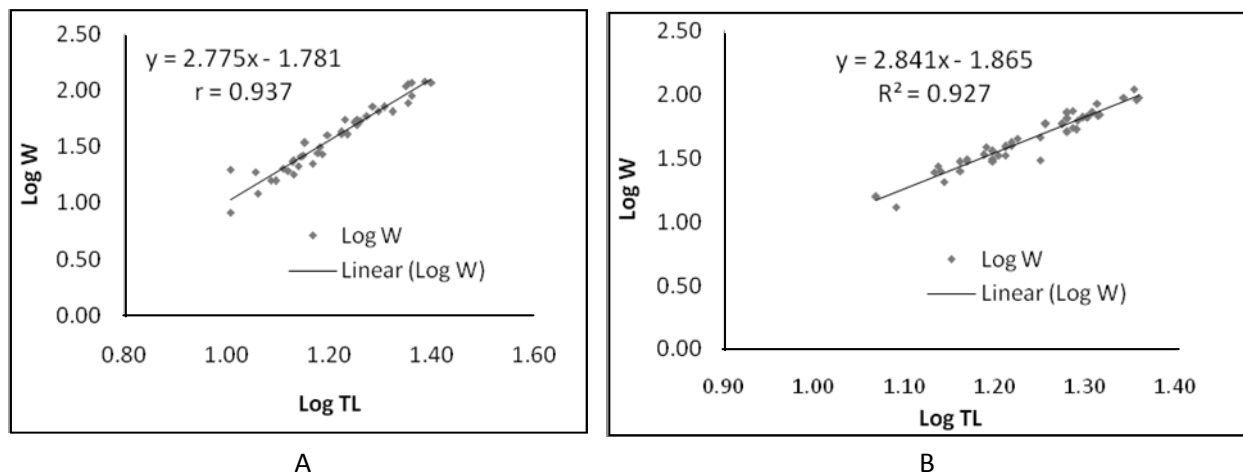 2.50
2.00
1.50
1.00
0.50
0.00
Log W
y = 2.775x - 1.781
r = 0.937
Log W
Linear (Log W)
0.80 1.00 1.20 1.40 1.60
Log TL
A
2.50
2.00
1.50
1.00
0.50
0.00
Log W
y = 2.841x - 1.865
R² = 0.927
Log W
Linear (Log W)
0.90 1.00 1.10 1.20 1.30 1.40
Log TL
B